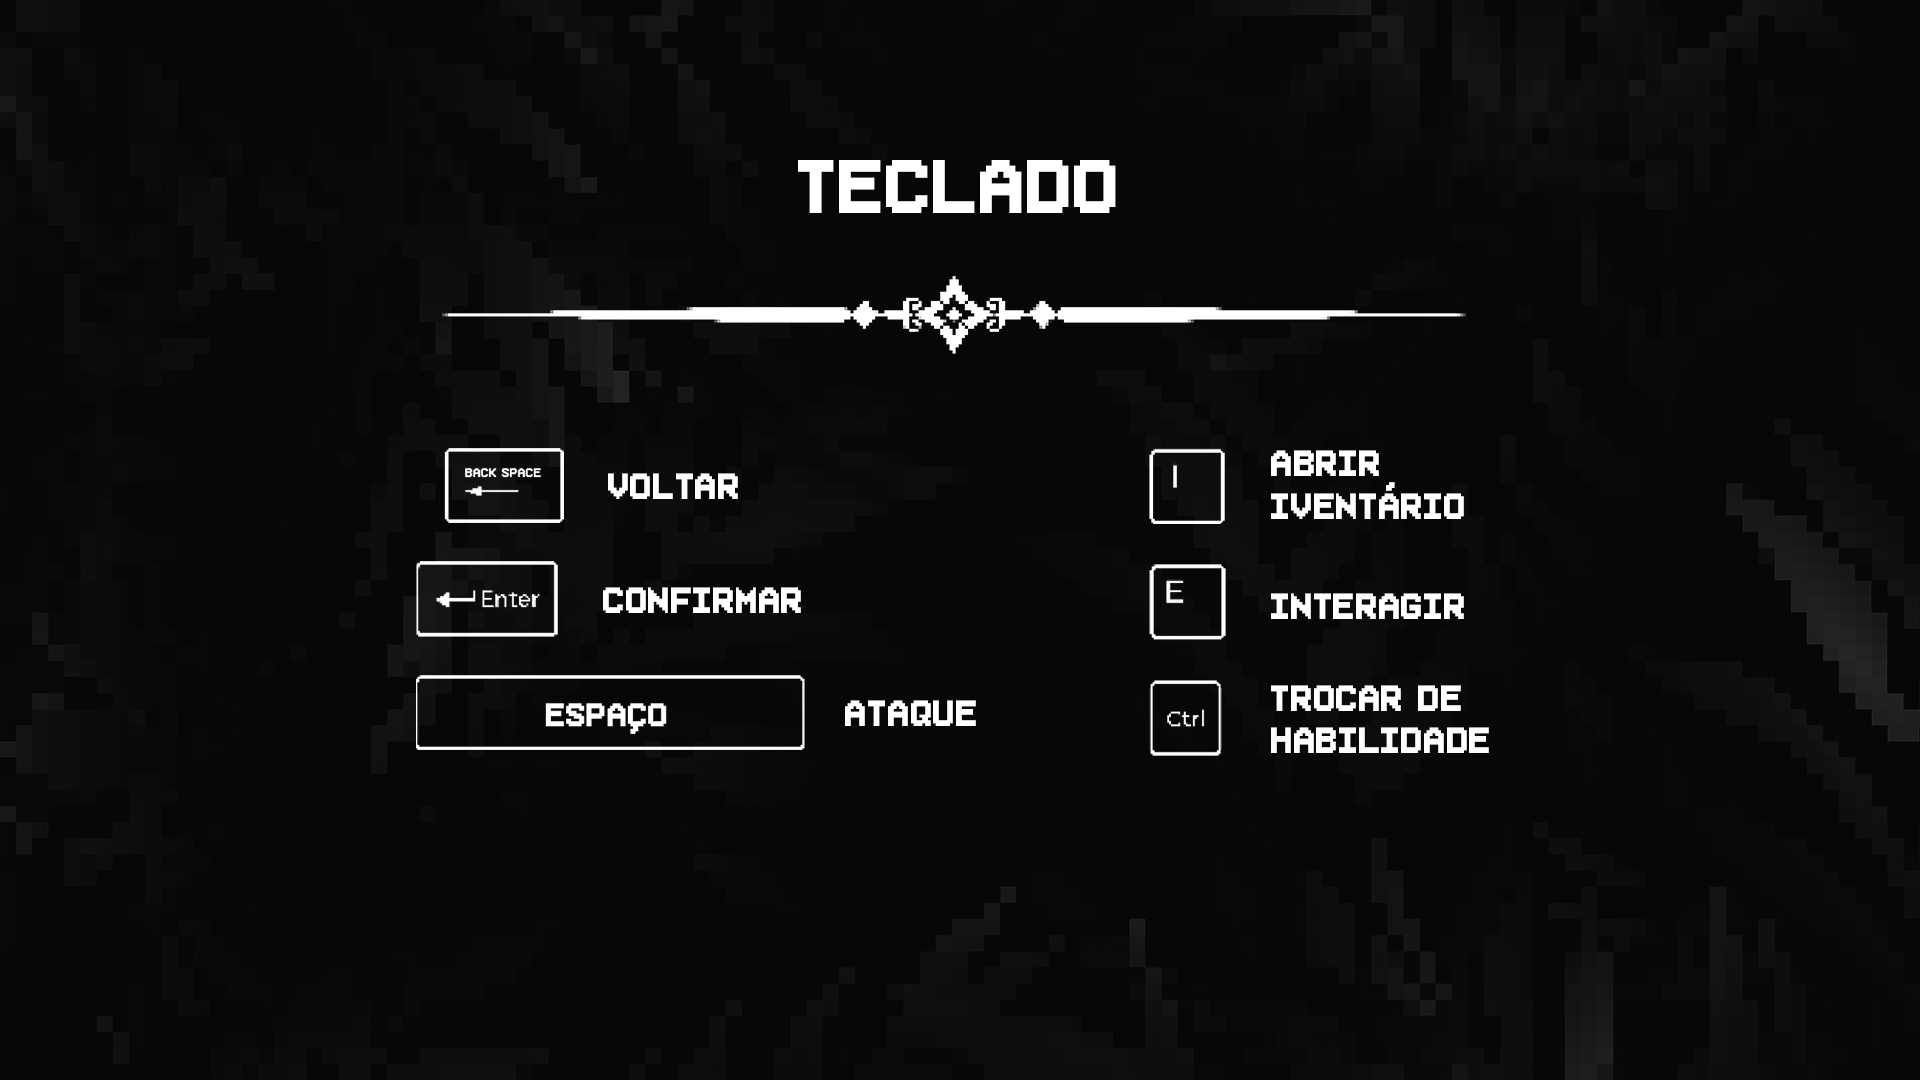 TECLADO
BACK SPACE
VOLTAR
Enter
CONFIRMAR
ESPAÇO
ATAQUE
I
ABRIR
IVENTÁRIO
E
INTERAGIR
Ctrl
TROCAR DE
HABILIDADE